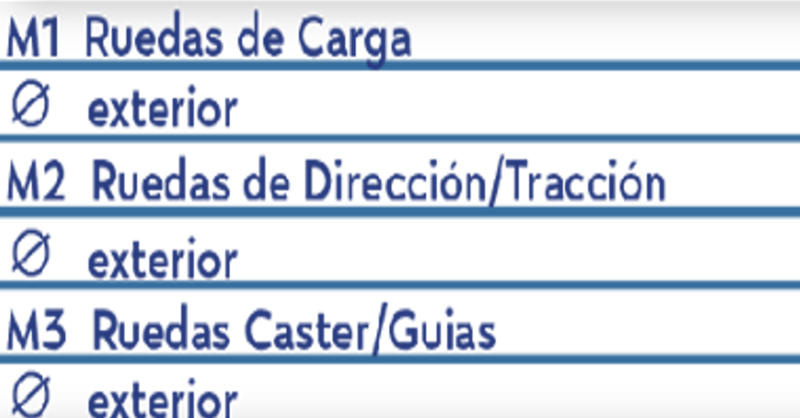 M1 Ruedas de Carga
Ø exterior
M2 Ruedas de Dirección/Tracción
Ø exterior
M3 Ruedas Caster/Guias
Ø exterior